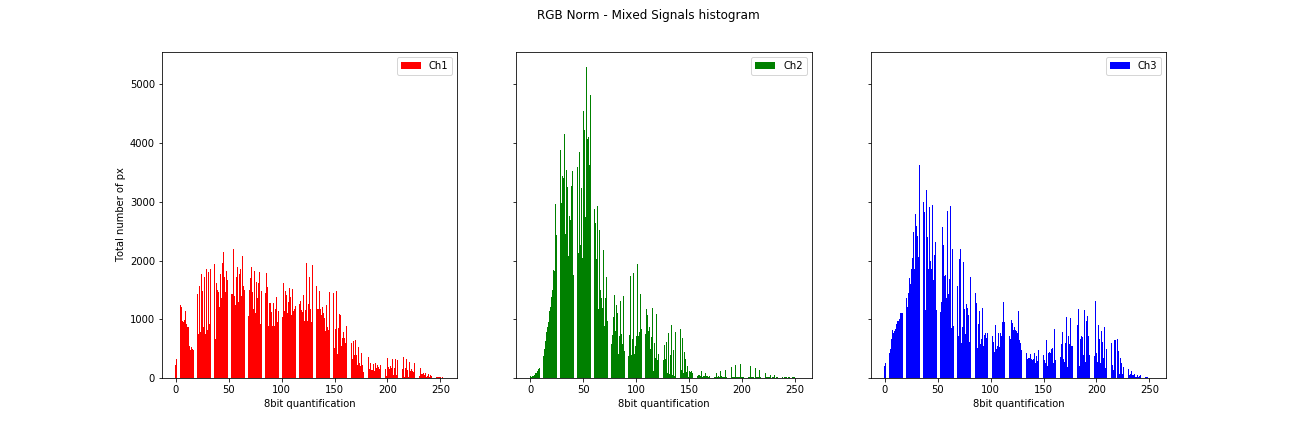 RGB Norm - Mixed Signals histogram
Total number of px
5000
4000
3000
2000
1000
0
Ch1
0 50 100 150 200 250
8bit quantification
Ch2
0 50 100 150 200 250
8bit quantification
Ch3
0 50 100 150 200 250
8bit quantification